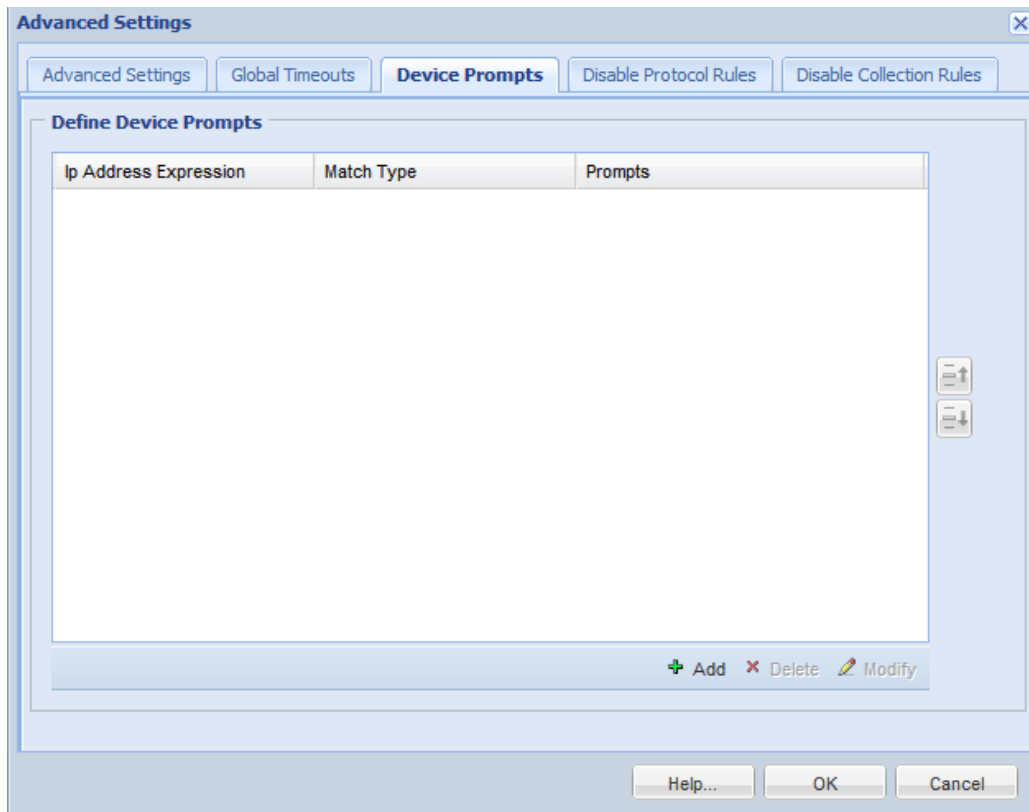 Advanced Settings
Advanced Settings Global Timeouts Device Prompts Disable Protocol Rules Disable Collection Rules
Define Device Prompts
Ip Address Expression Match Type Prompts
Add Delete Modify
Help... OK Cancel